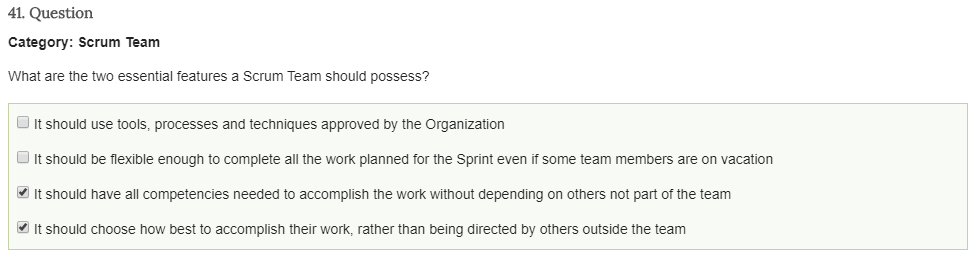 41. Question
Category: Scrum Team
What are the two essential features a Scrum Team should possess?
It should use tools, processes and techniques approved by the Organization
It should be flexible enough to complete all the work planned for the Sprint even if some team members are on vacation
It should have all competencies needed to accomplish the work without depending on others not part of the team
It should choose how best to accomplish their work, rather than being directed by others outside the team